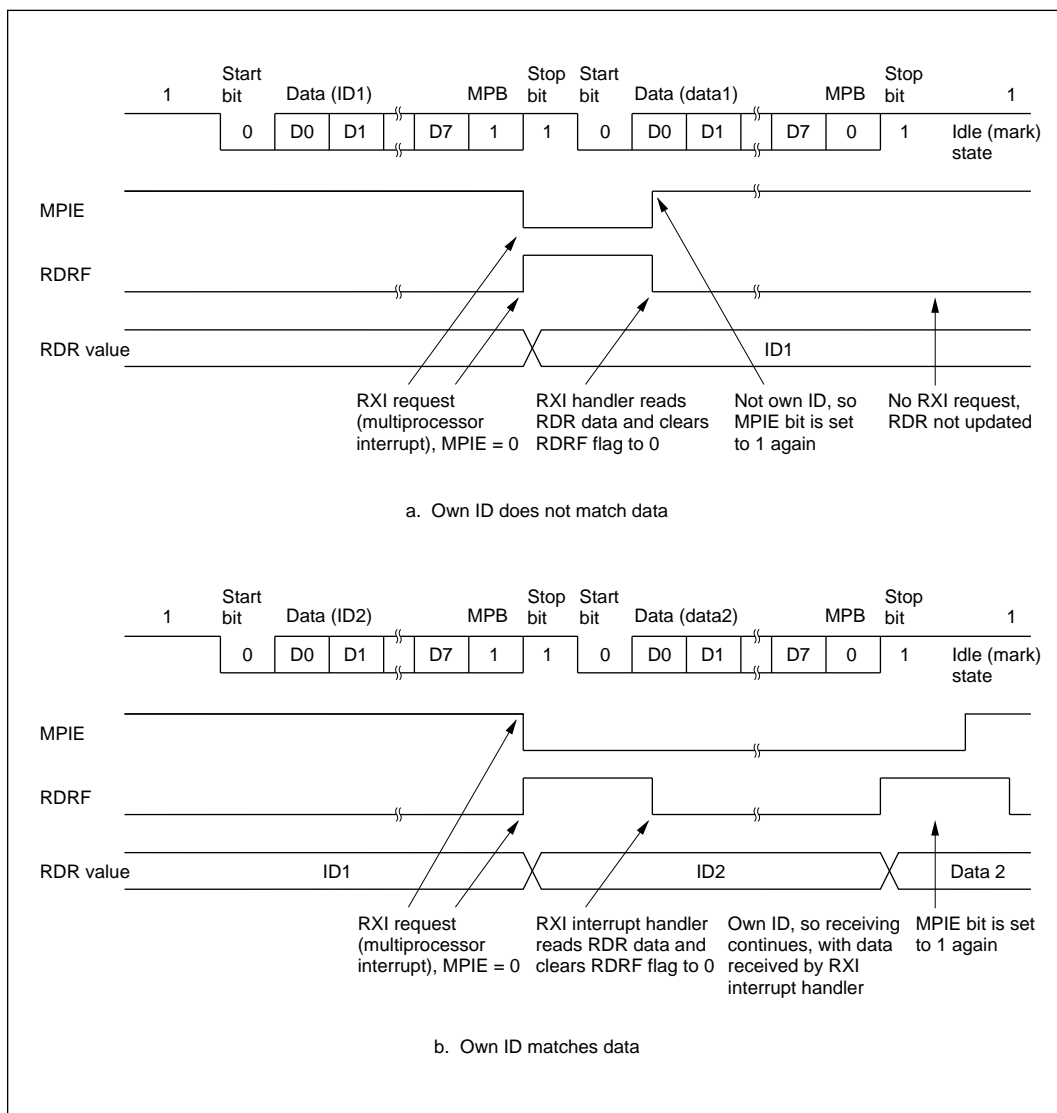 Start bit Stop bit Start bit Stop bit
1 Data (ID1) MPB Data (data1) MPB 1
0 D0 D1 D7 1 1 0 D0 D1 D7 0 1 Idle (mark) state
MPIE
RDRF
RDR value ID1
RXI request (multiprocessor interrupt), MPIE = 0
RXI handler reads RDR data and clears RDRF flag to 0
Not own ID, so MPIE bit is set to 1 again
No RXI request, RDR not updated
a. Own ID does not match data
Start bit Stop bit Start bit Stop bit
1 Data (ID2) MPB Data (data2) MPB 1
0 D0 D1 D7 1 1 0 D0 D1 D7 0 1 Idle (mark) state
MPIE
RDRF
RDR value ID1 ID2 Data 2
RXI request (multiprocessor interrupt), MPIE = 0
RXI interrupt handler reads RDR data and clears RDRF flag to 0
Own ID, so receiving continues, with data received by RXI interrupt handler
MPIE bit is set to 1 again
b. Own ID matches data